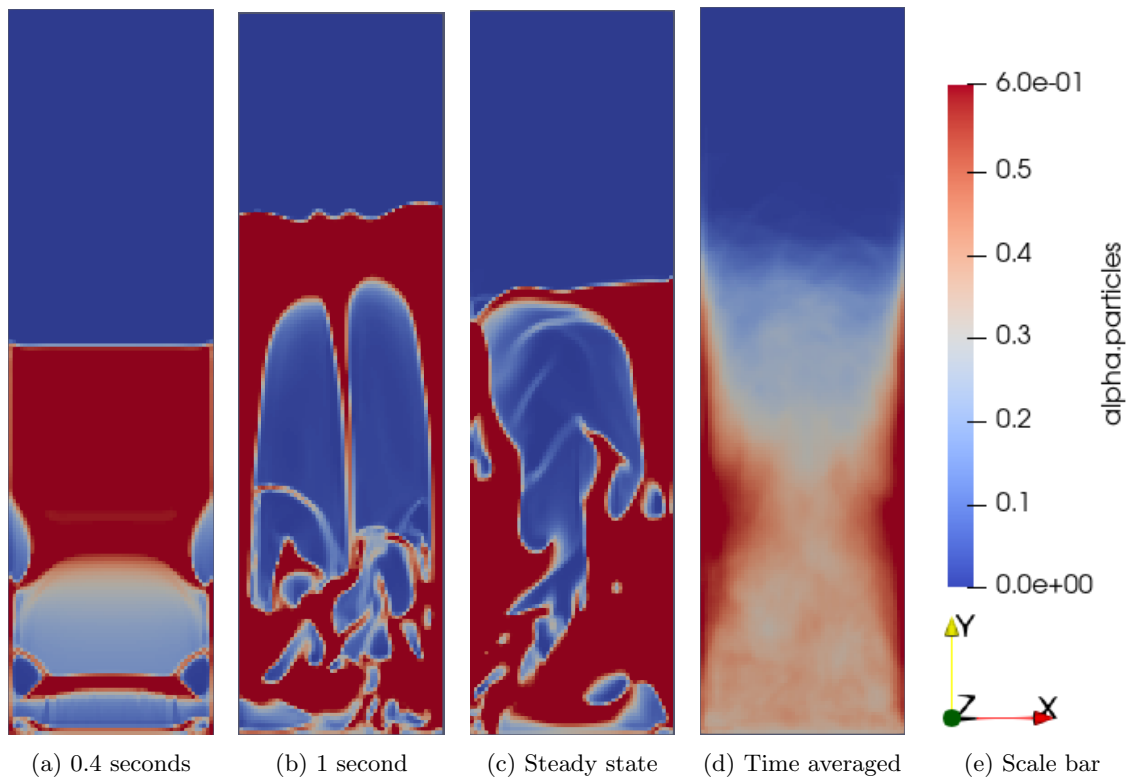 6.0e-01
0.5
0.4
0.3
0.2
0.1
0.0e+00
alpha.particles
Y
Z
X
(a) 0.4 seconds
(b) 1 second
(c) Steady state
(d) Time averaged
(e) Scale bar